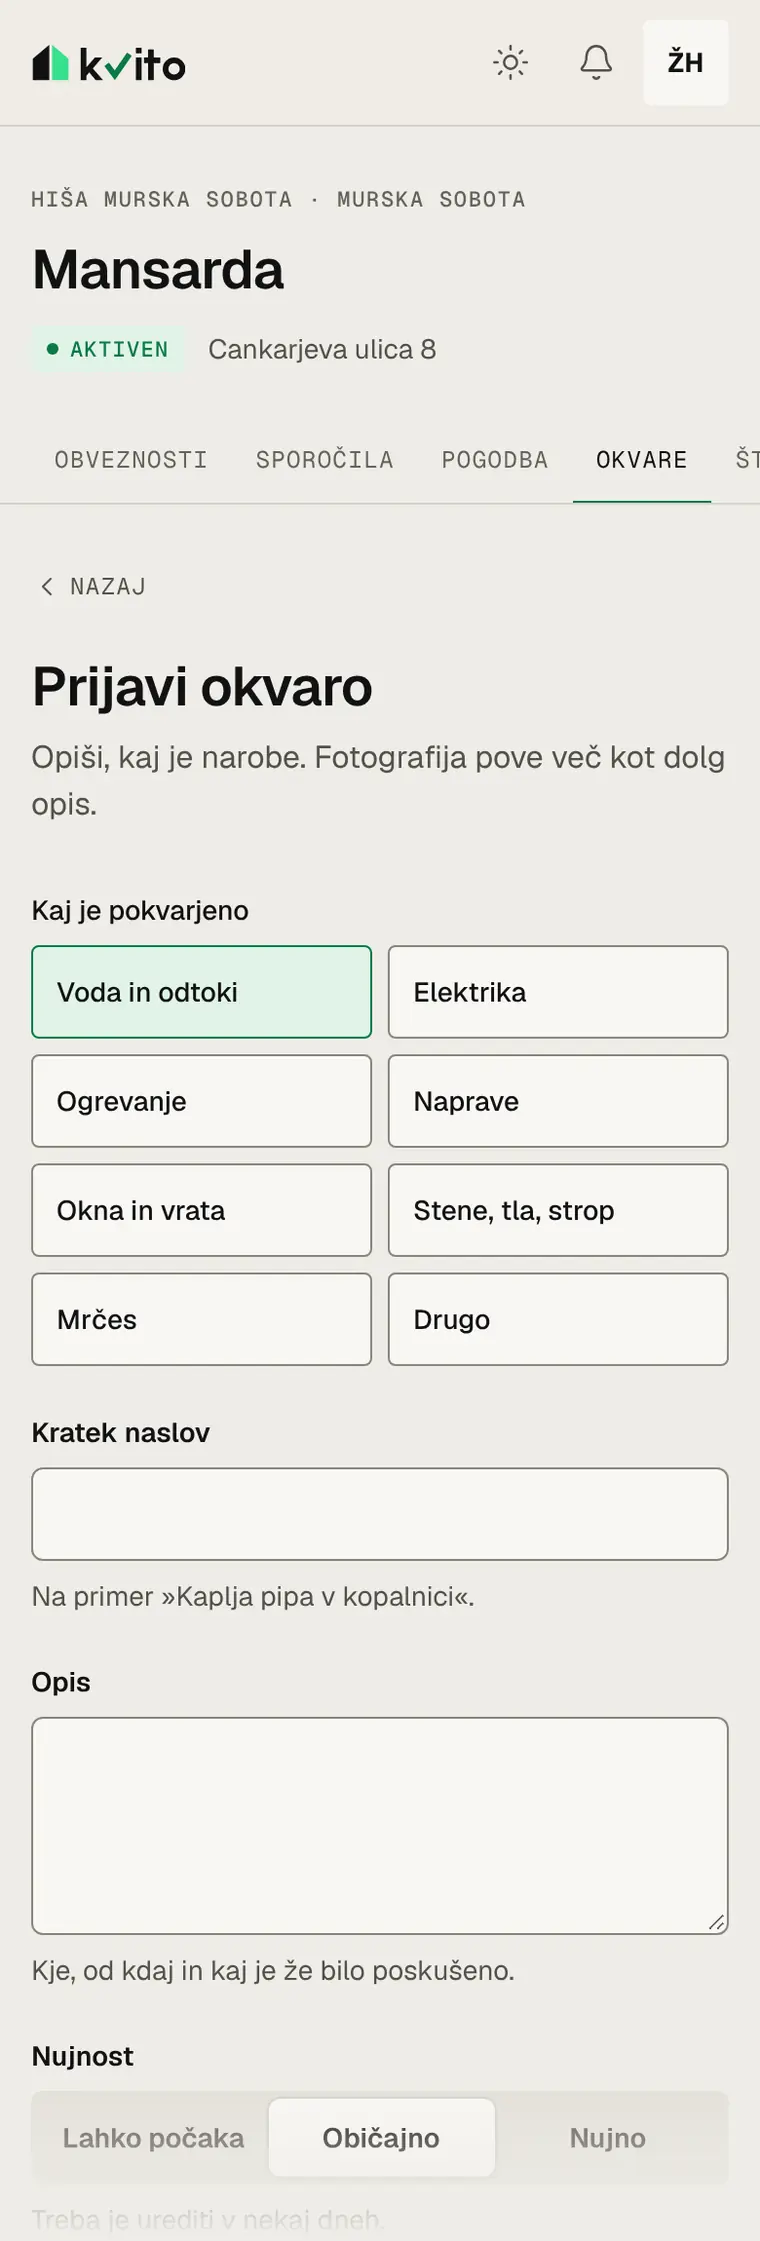 kvito
ŽH
HIŠA MURSKA SOBOTA · MURSKA SOBOTA
Mansarda
AKTIVEN
Cankarjeva ulica 8
OBVEZNOSTI SPOROČILA POGODBA OKVARE ŠT
NAZAJ
Prijavi okvaro
Opiši, kaj je narobe. Fotografija pove več kot dolg
opis.
Kaj je pokvarjeno
Voda in odtoki
Elektrika
Ogrevanje
Naprave
Okna in vrata
Stene, tla, strop
Mrčes
Drugo
Kratek naslov
Na primer »Kaplja pipa v kopalnici«.
Opis
Kje, od kdaj in kaj je že bilo poskušeno.
Nujnost
Lahko počaka Običajno Nujno
Treba je urediti v nekaj dneh.